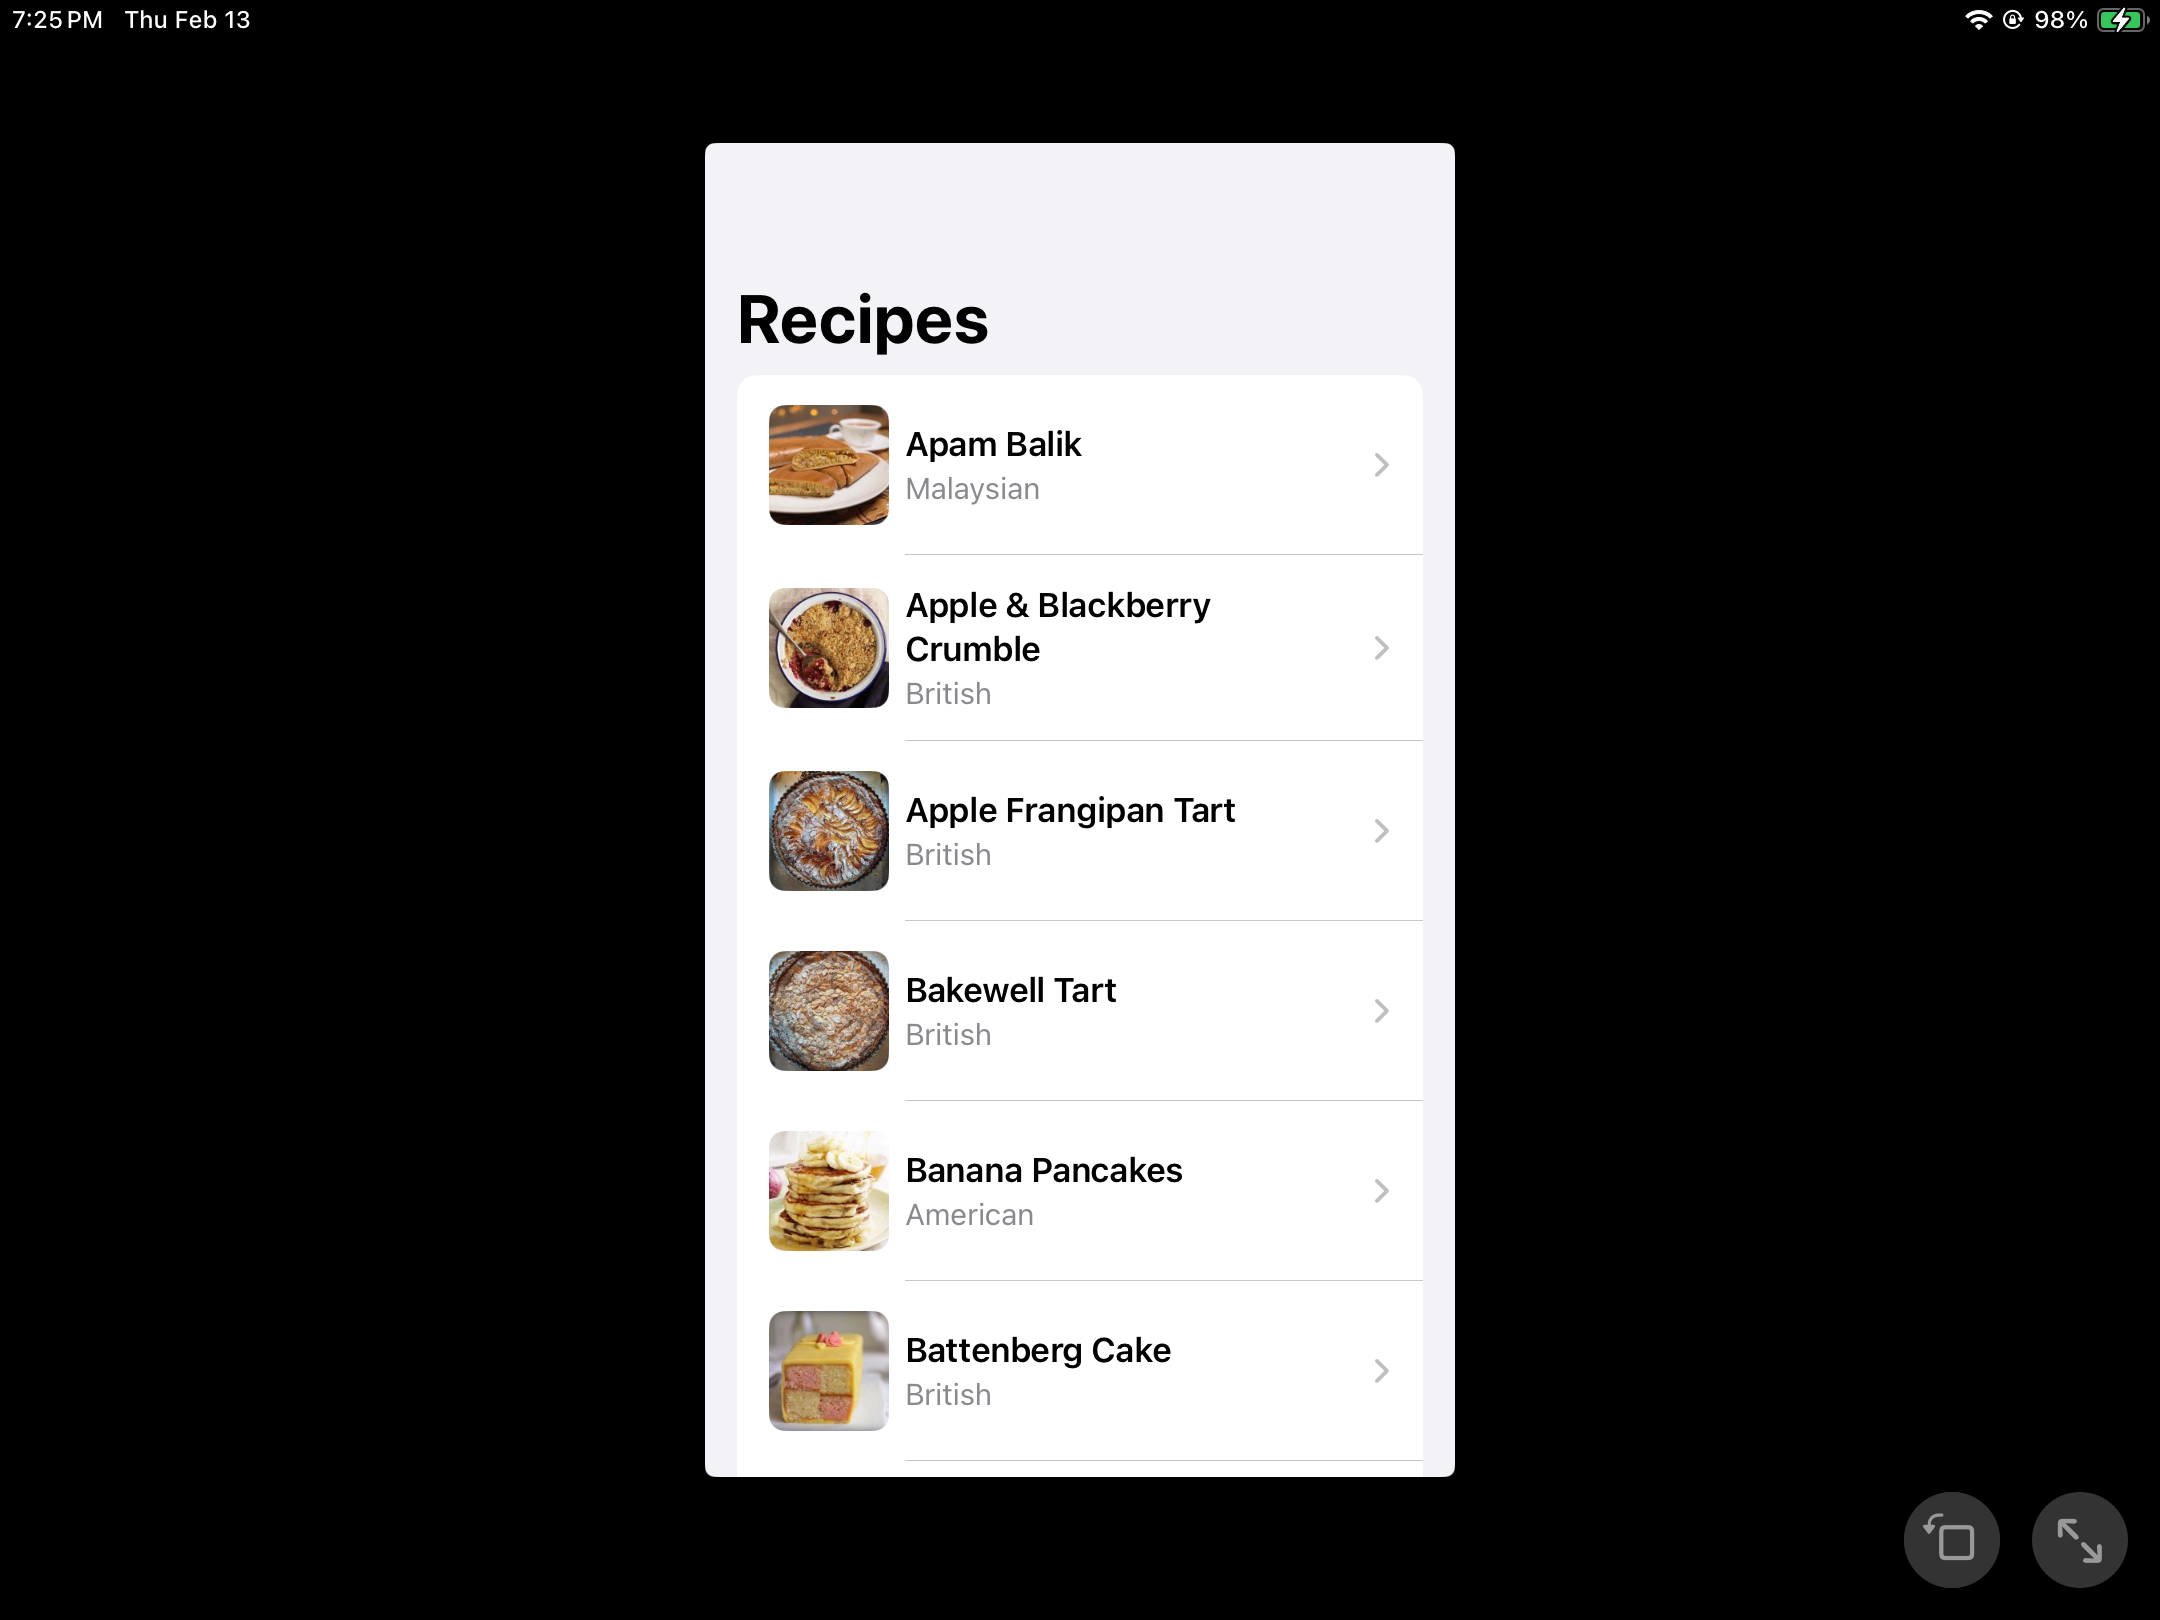 7:25 PM Thu Feb 13
98%
Recipes
Apam Balik
Malaysian
Apple & Blackberry
Crumble
British
Apple Frangipan Tart
British
Bakewell Tart
British
Banana Pancakes
American
Battenberg Cake
British